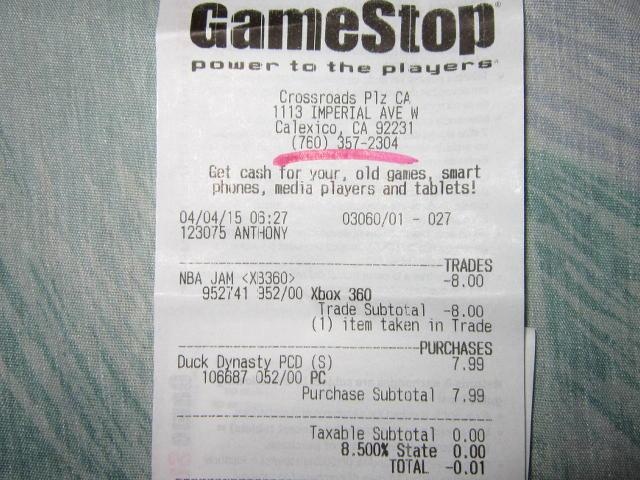 GameStop
power to the players
Crossroads Plz CA
1113 IMPERIAL AVE W
Calexico, CA 92231
(760) 357-2304
Get cash for your, old games, smart
phones, media players and tablets!
04/04/15 06:27 03060/01 - 027
123075 ANTHONY
TRADES
NBA JAM <XB360> -8.00
952741 952/00 Xbox 360
Trade Subtotal -8.00
(1) item taken in Trade
PURCHASES
Duck Dynasty PCD (S) 7.99
106687 052/00 PC
Purchase Subtotal 7.99
Taxable Subtotal 0.00
8.500% State 0.00
TOTAL -0.01